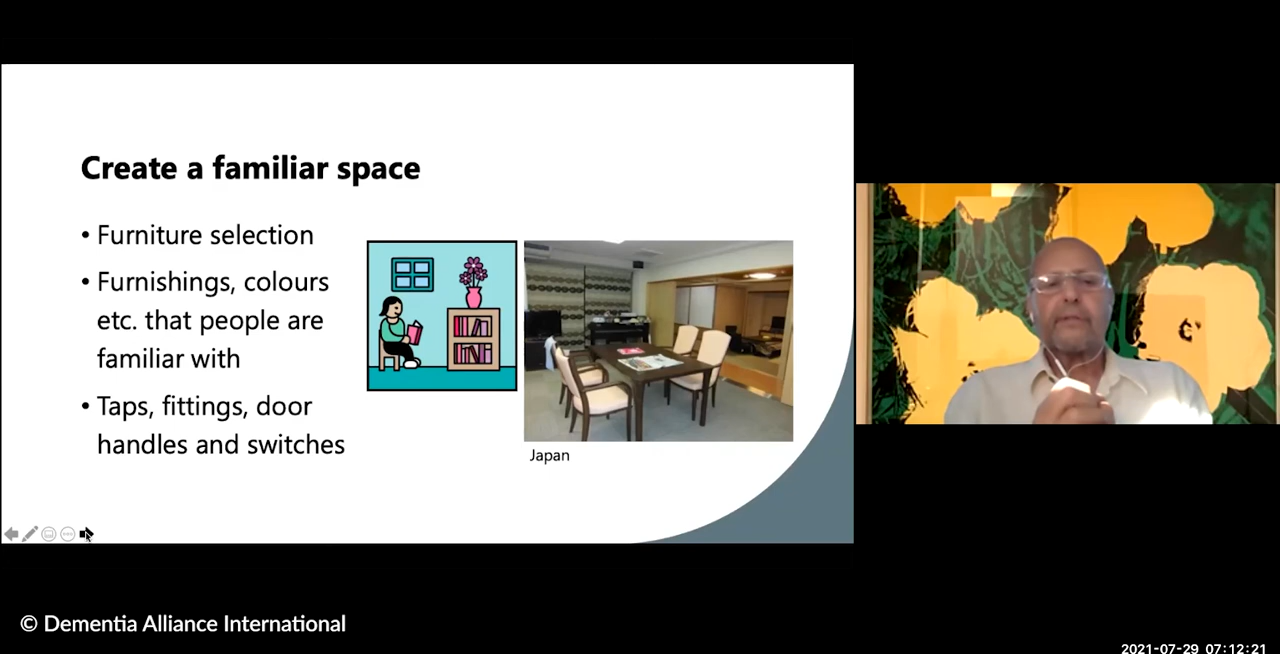 Create a familiar space
• Furniture selection
• Furnishings, colours
etc. that people are
familiar with
• Taps, fittings, door
handles and switches
Japan
© Dementia Alliance International
2021-07-29 07:12:21